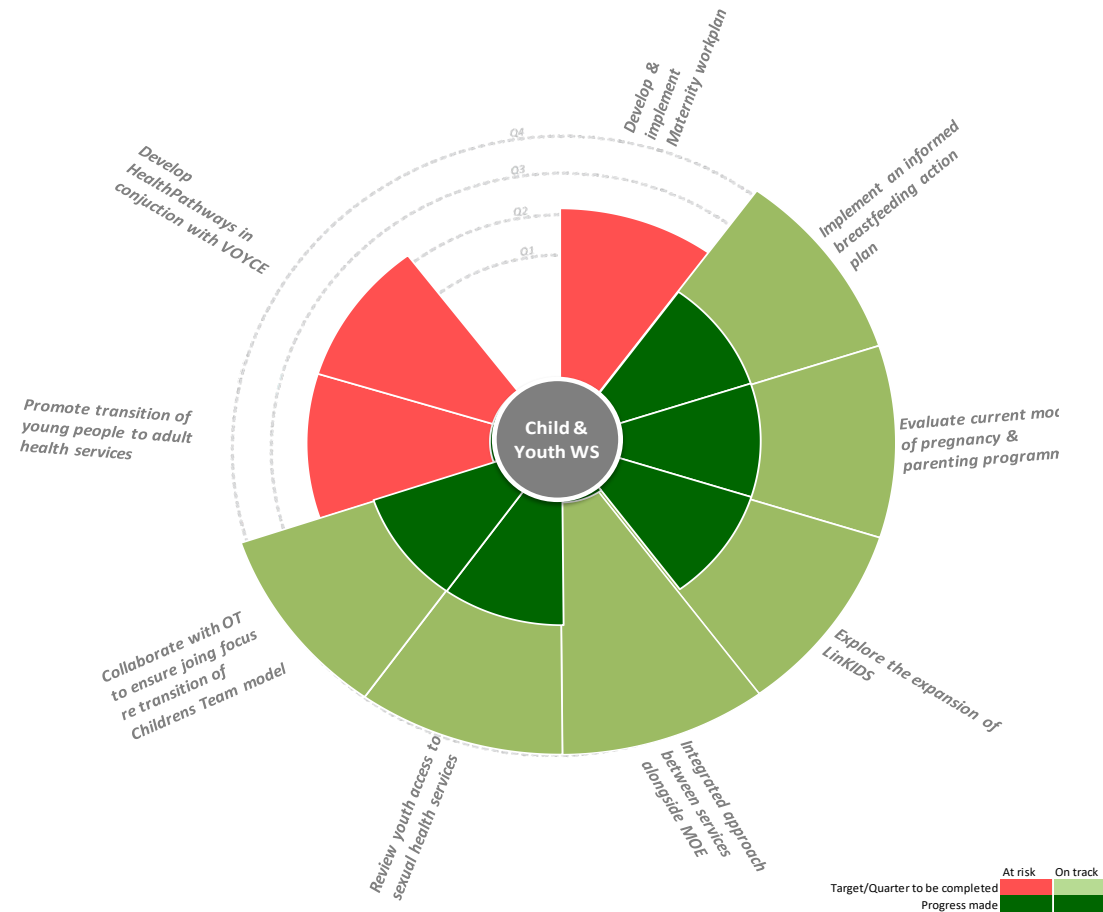 Develop &
implement
Maternity workplan
Implement an informed
breastfeeding action
plan
Evaluate current
of pregnancy &
parenting
Explore the expansion of
LinKIDS
Integrated approach
between services
alongside MOE
Review youth access to
sexual health services
Collaborate with OT
to ensure joing focus
re transition of
Childrens Team model
Promote transition of
young people to adult
health services
Develop
HealthPathways in
conjuction with VOYCE
Q4
Q3
Q2
Q1
Child &
Youth WS
At risk On track
Target/Quarter to be completed
Progress made